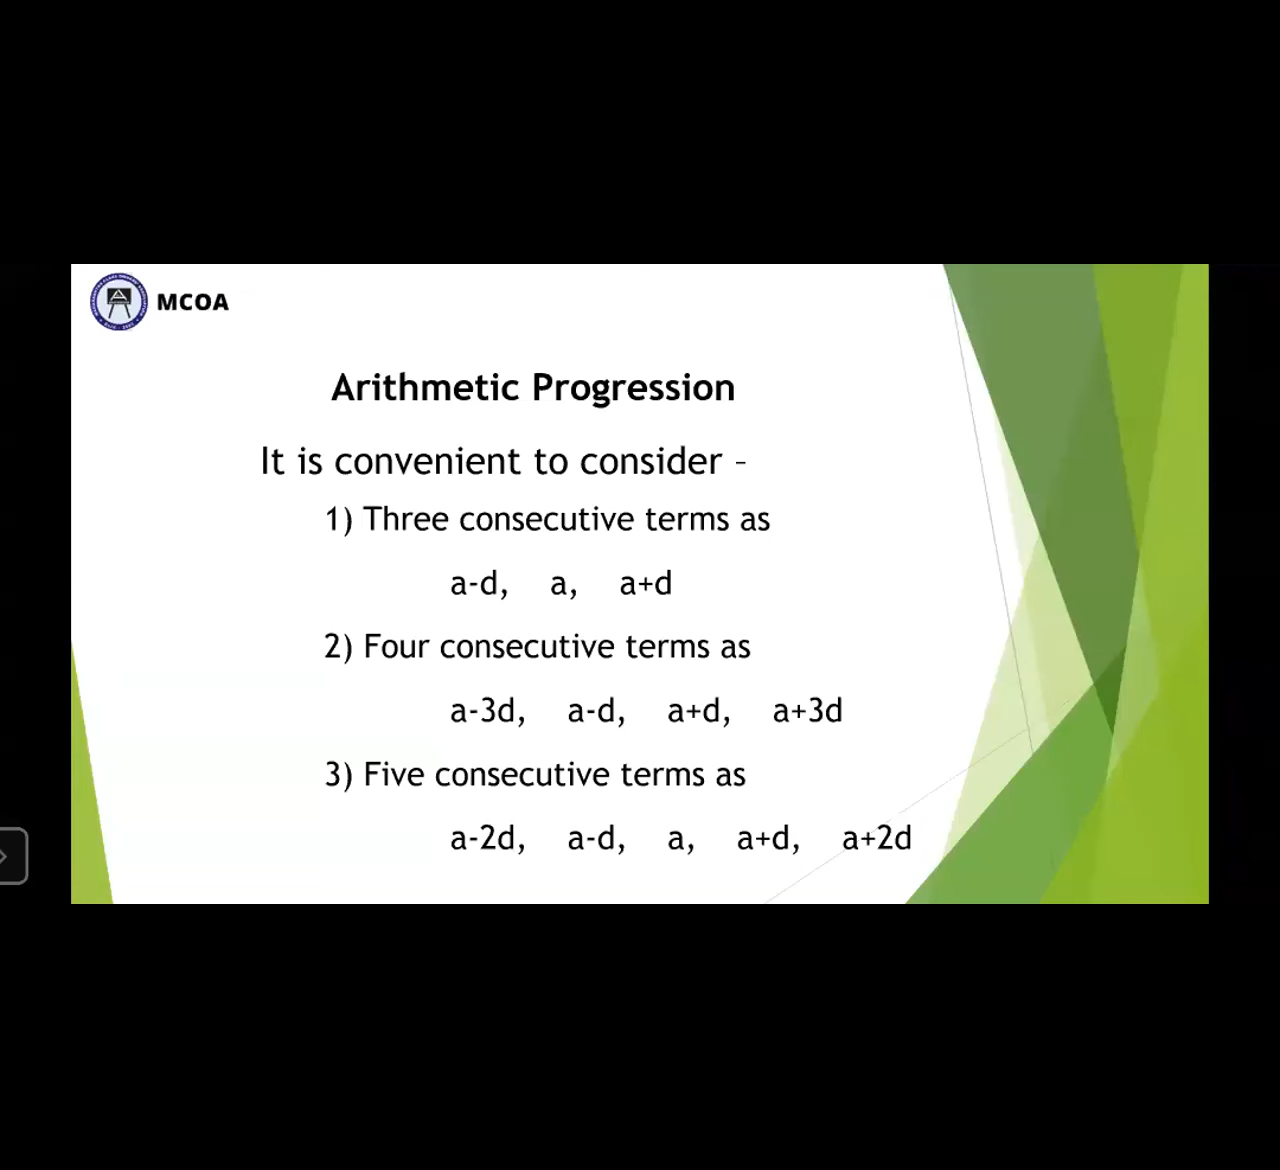 MCOA
Arithmetic Progression
It is convenient to consider –
1) Three consecutive terms as
a-d, a, a+d
2) Four consecutive terms as
a-3d, a-d, a+d, a+3d
3) Five consecutive terms as
a-2d, a-d, a, a+d, a+2d